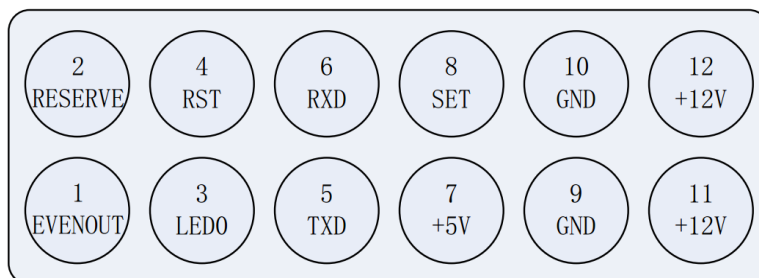 2
RESERVE
4
RST
6
RXD
8
SET
10
GND
12
+12V
1
EVENOUT
3
LED0
5
TXD
7
+5V
9
GND
11
+12V